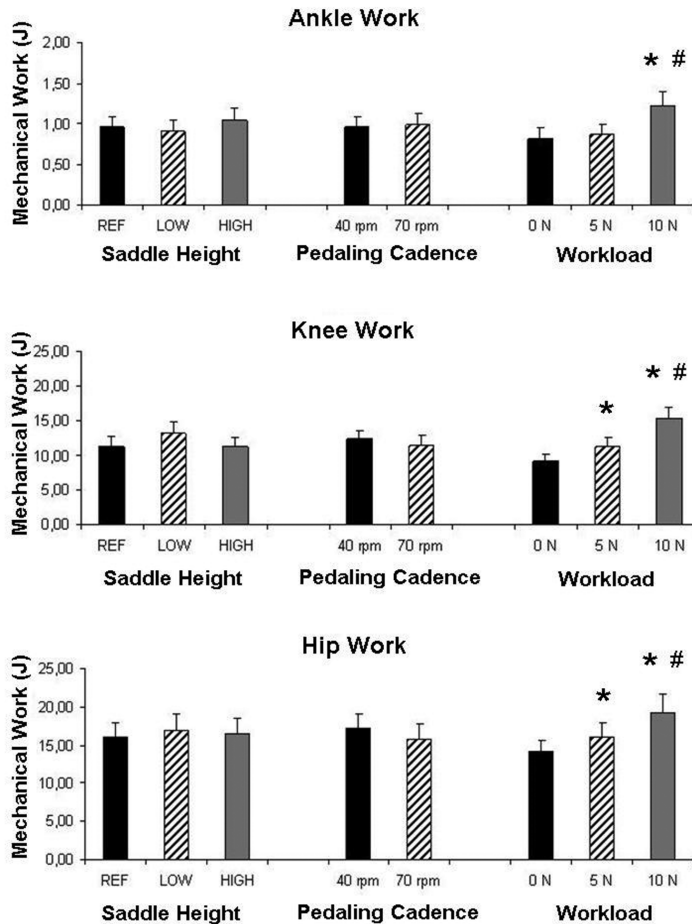 Ankle Work
Mechanical Work (J)
2,00
1,50
1,00
0,50
0,00
* #
REF LOW HIGH 40 rpm 70 rpm 0 N 5 N 10 N
Saddle Height Pedaling Cadence Workload
Knee Work
Mechanical Work (J)
25,00
20,00
15,00
10,00
5,00
0,00
* * #
REF LOW HIGH 40 rpm 70 rpm 0 N 5 N 10 N
Saddle Height Pedaling Cadence Workload
Hip Work
Mechanical Work (J)
25,00
20,00
15,00
10,00
5,00
0,00
* * #
REF LOW HIGH 40 rpm 70 rpm 0 N 5 N 10 N
Saddle Height Pedaling Cadence Workload